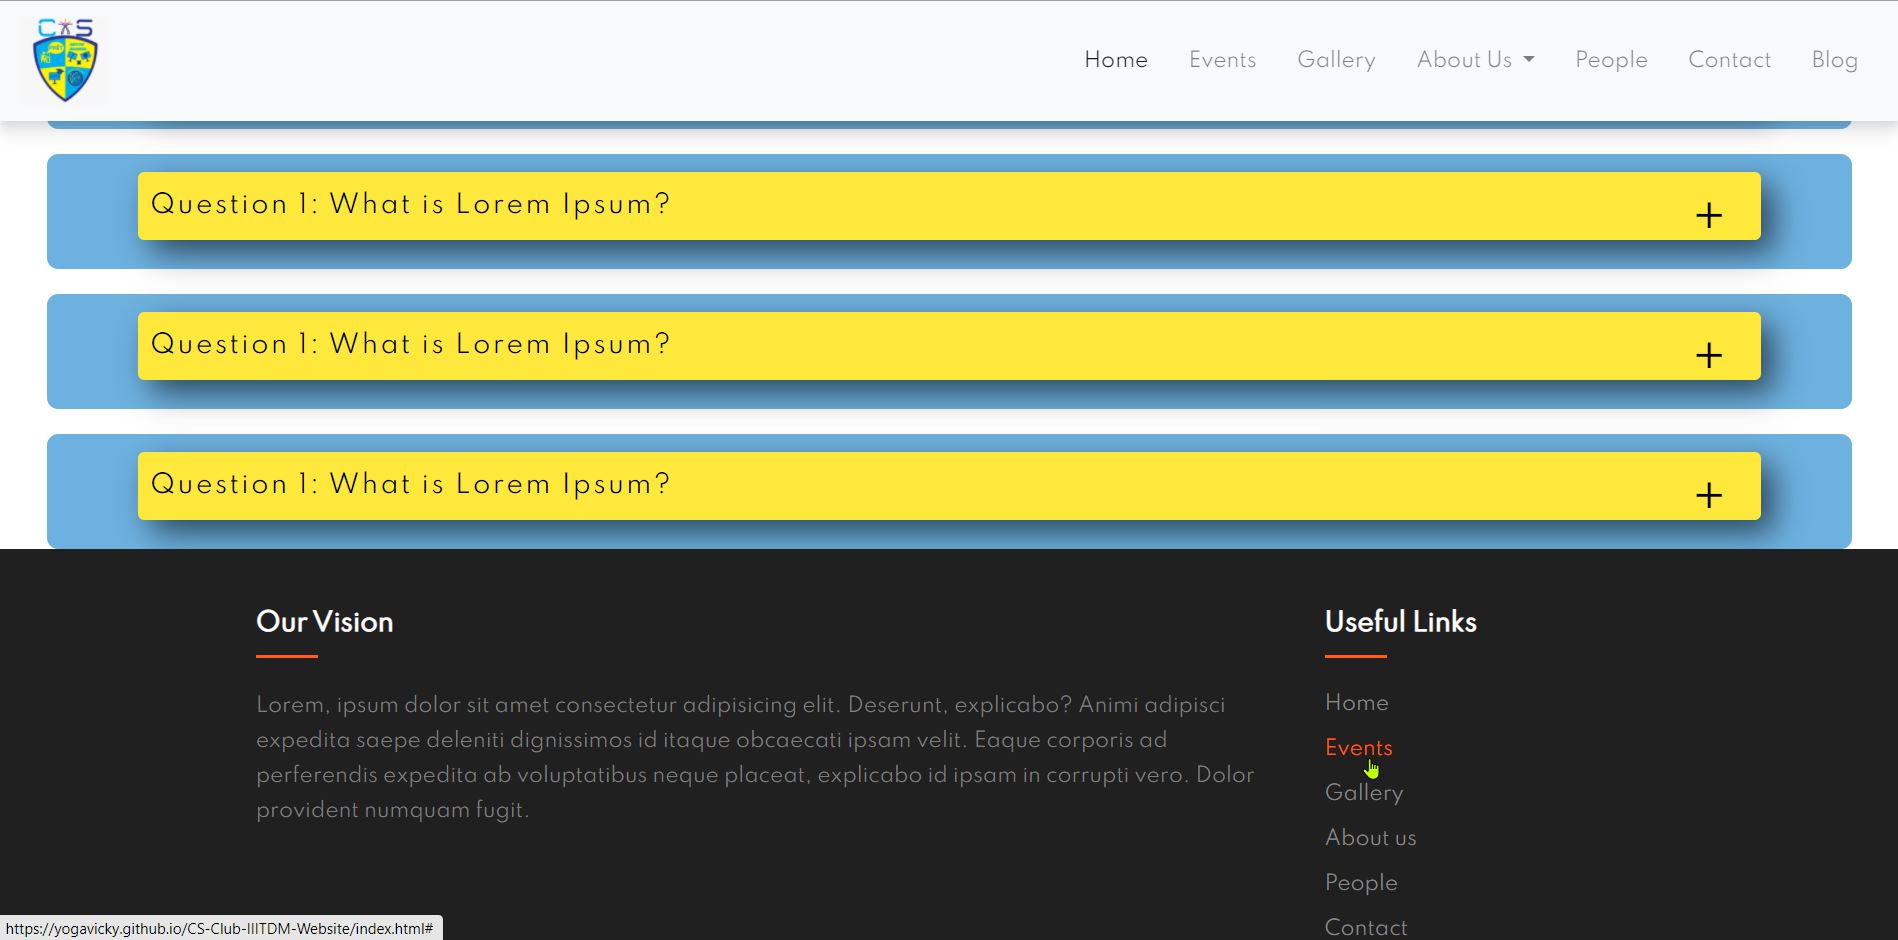 CS
Home Events Gallery About Us People Contact Blog
Question 1: What is Lorem Ipsum?
Question 1: What is Lorem Ipsum?
Question 1: What is Lorem Ipsum?
Our Vision
Lorem, ipsum dolor sit amet consectetur adipisicing elit. Deserunt, explicabo? Animi adipisci
expedita saepe deleniti dignissimos id itaque obcaecati ipsam velit. Eaque corporis ad
perferendis expedita ab voluptatibus neque placeat, explicabo id ipsam in corrupti vero. Dolor
provident numquam fugit.
Useful Links
Home
Events
Gallery
About us
People
Contact
https://yogavicky.github.io/CS-Club-IIITDM-Website/index.html#